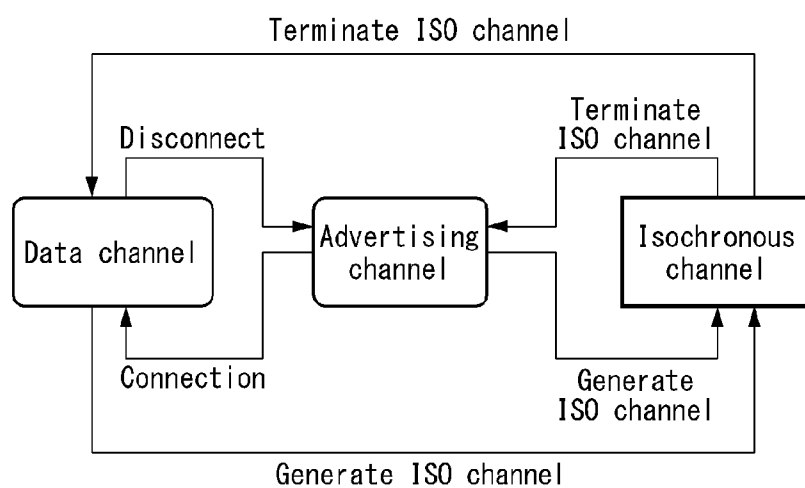 Terminate ISO channel
Disconnect
Terminate
ISO channel
Data channel
Advertising
channel
Isochronous
channel
Connection
Generate
ISO channel
Generate ISO channel